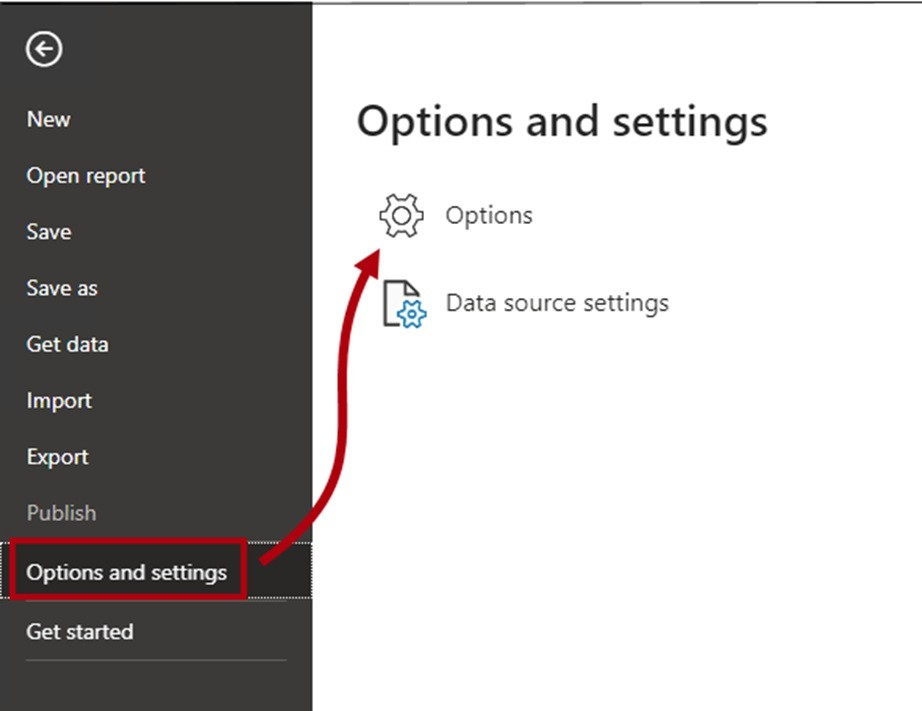 New
Open report
Save
Save as
Get data
Import
Export
Publish
Options and settings
Get started
Options and settings
Options
Data source settings